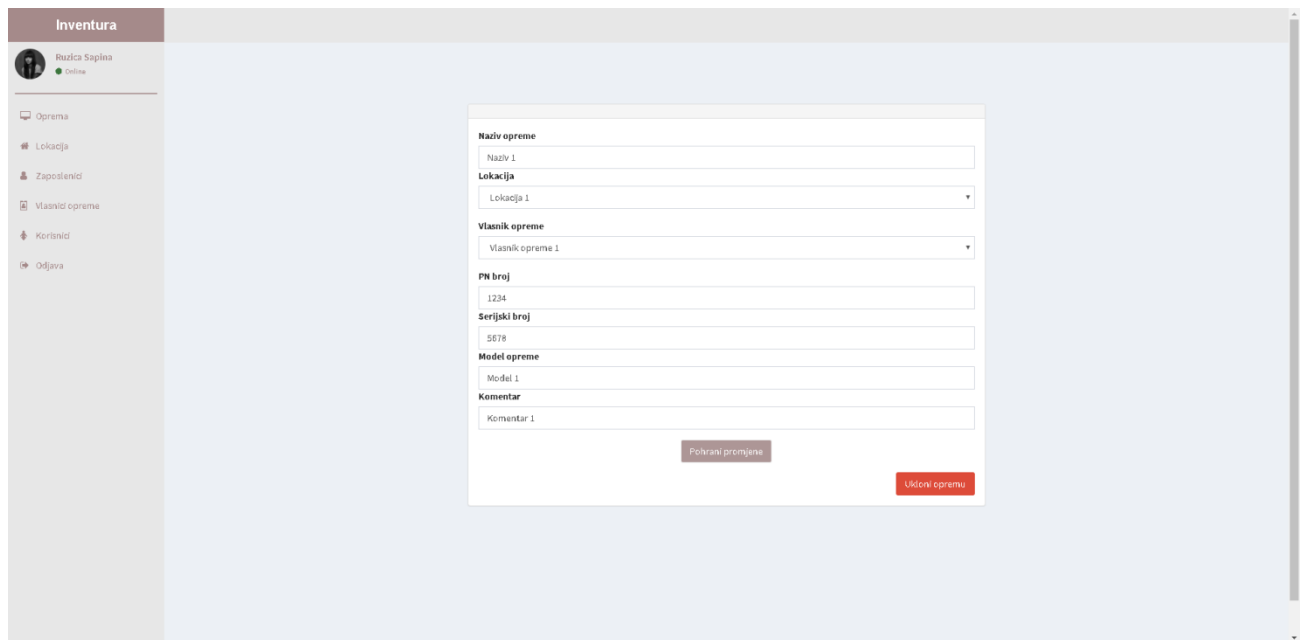 Inventura
Ruzica Sapina
Online
Oprema
Lokacija
Zaposlenici
Vlasnici opreme
Korisnici
Odjava
Naziv opreme
Naziv 1
Lokacija
Lokacija 1
Vlasnik opreme
Vlasnik opreme 1
PN broj
1234
Serijski broj
5678
Model opreme
Model 1
Komentar
Komentar 1
Pohrani promjene
Ukloni opremu